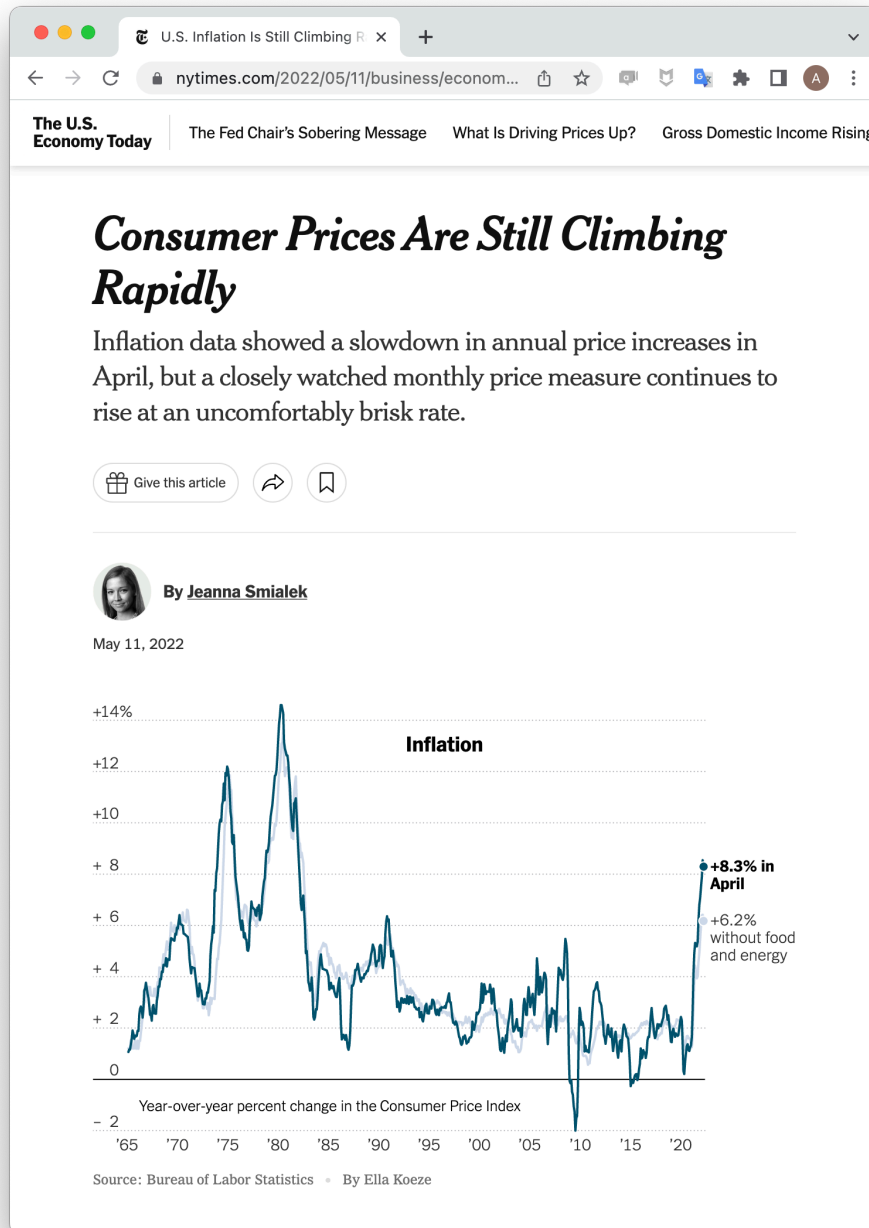 U.S. Inflation Is Still Climbing R
nytimes.com/2022/05/11/business/econom...
A
The U.S.
Economy Today
The Fed Chair's Sobering Message
What Is Driving Prices Up?
Gross Domestic Income Rising
Consumer Prices Are Still Climbing
Rapidly
Inflation data showed a slowdown in annual price increases in
April, but a closely watched monthly price measure continues to
rise at an uncomfortably brisk rate.
Give this article
By Jeanna Smialek
May 11, 2022
+14%
Inflation
+12
+10
+ 8
+8.3% in
April
+ 6
+6.2%
without food
and energy
+ 4
+ 2
0
Year-over-year percent change in the Consumer Price Index
– 2
'65 '70 '75 '80 '85 '90 '95 '00 '05 '10 '15 '20
Source: Bureau of Labor Statistics • By Ella Koeze